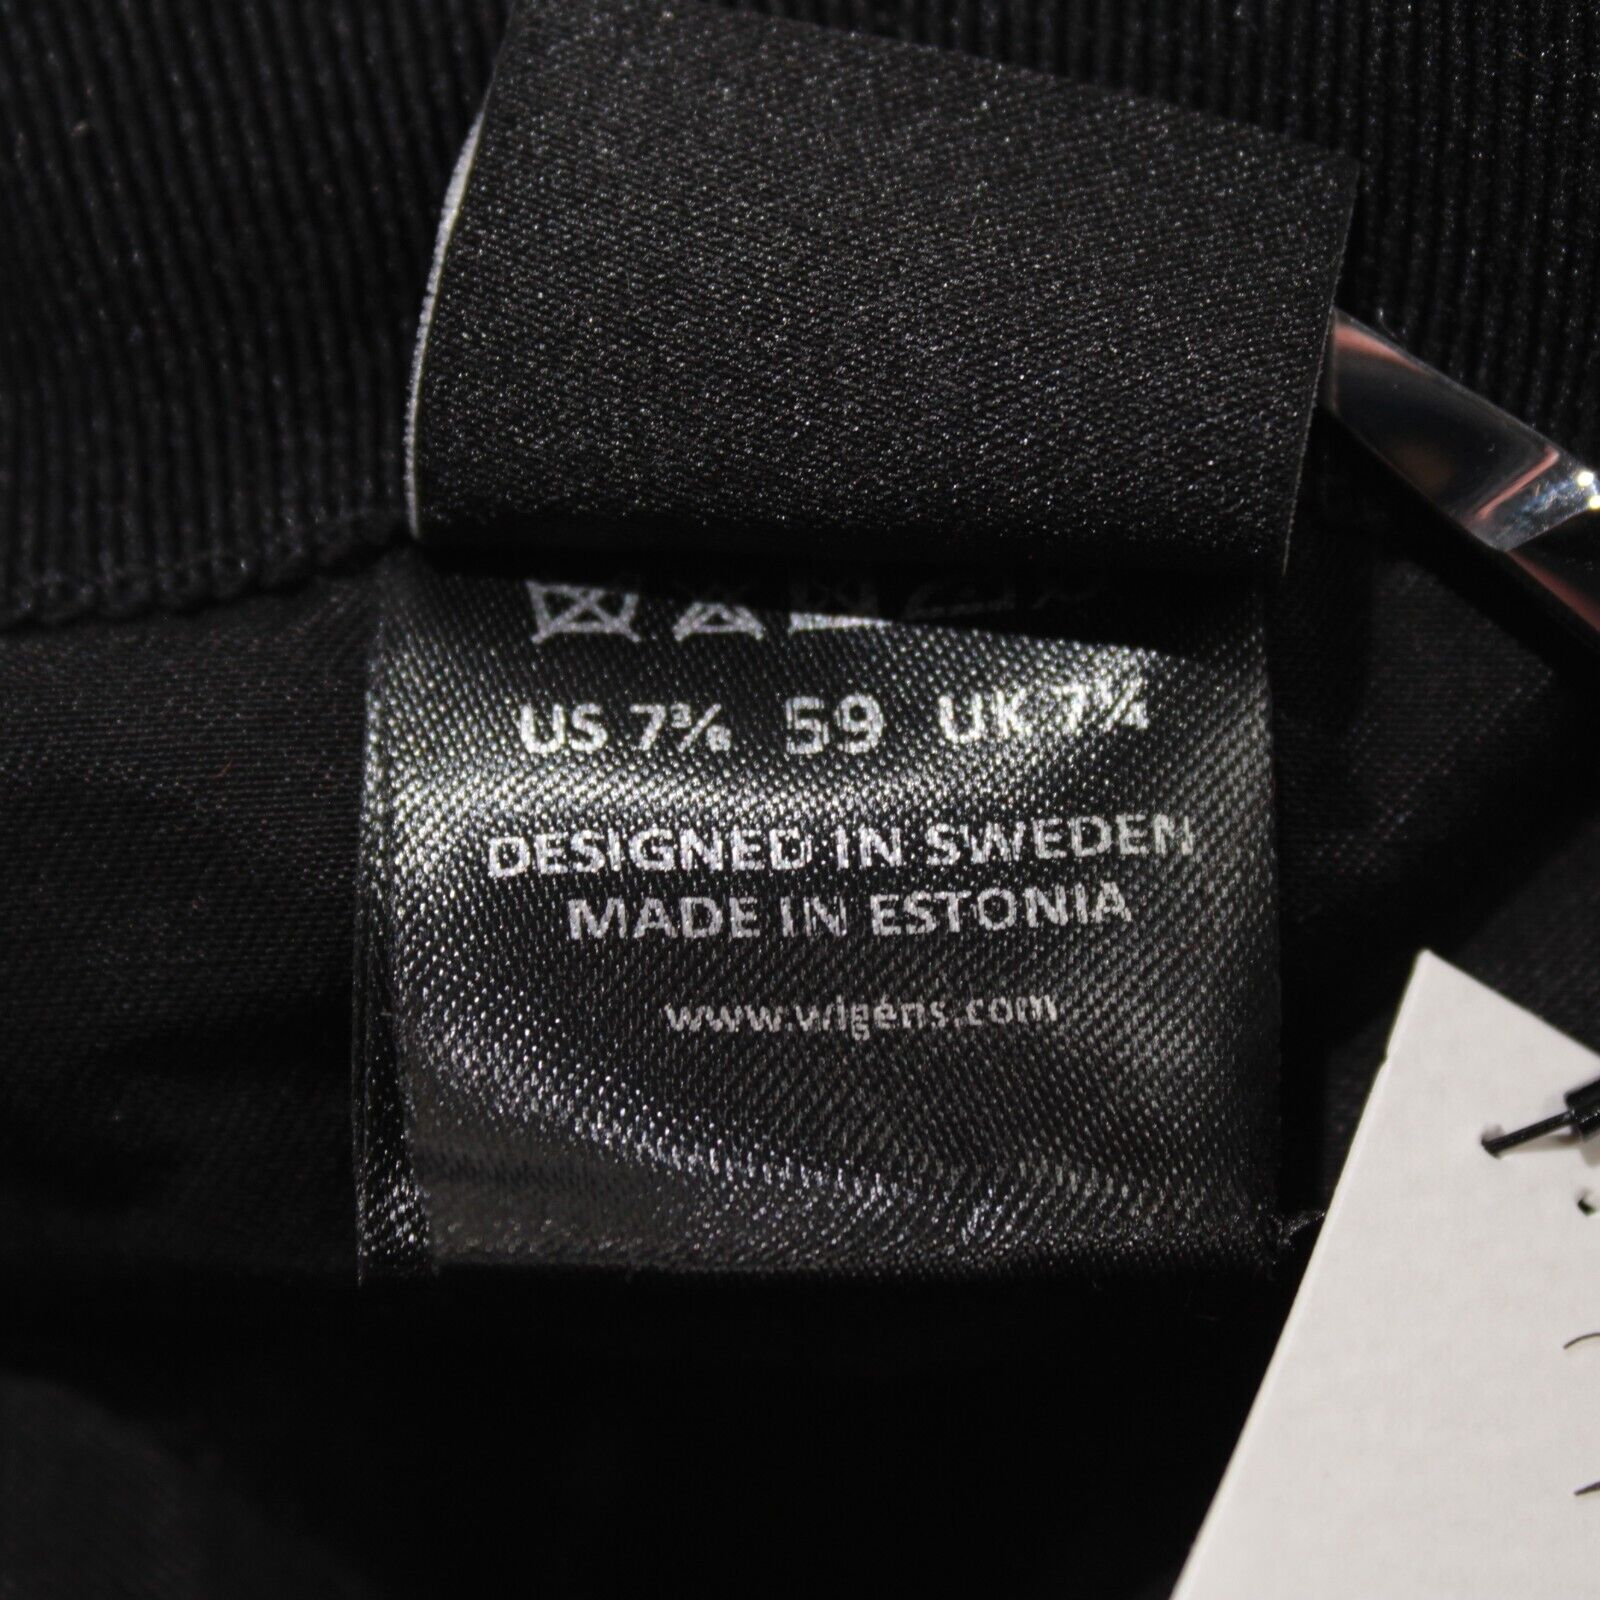 US 7⅜ 59 UK 7¼
DESIGNED IN SWEDEN
MADE IN ESTONIA
www.wigens.com